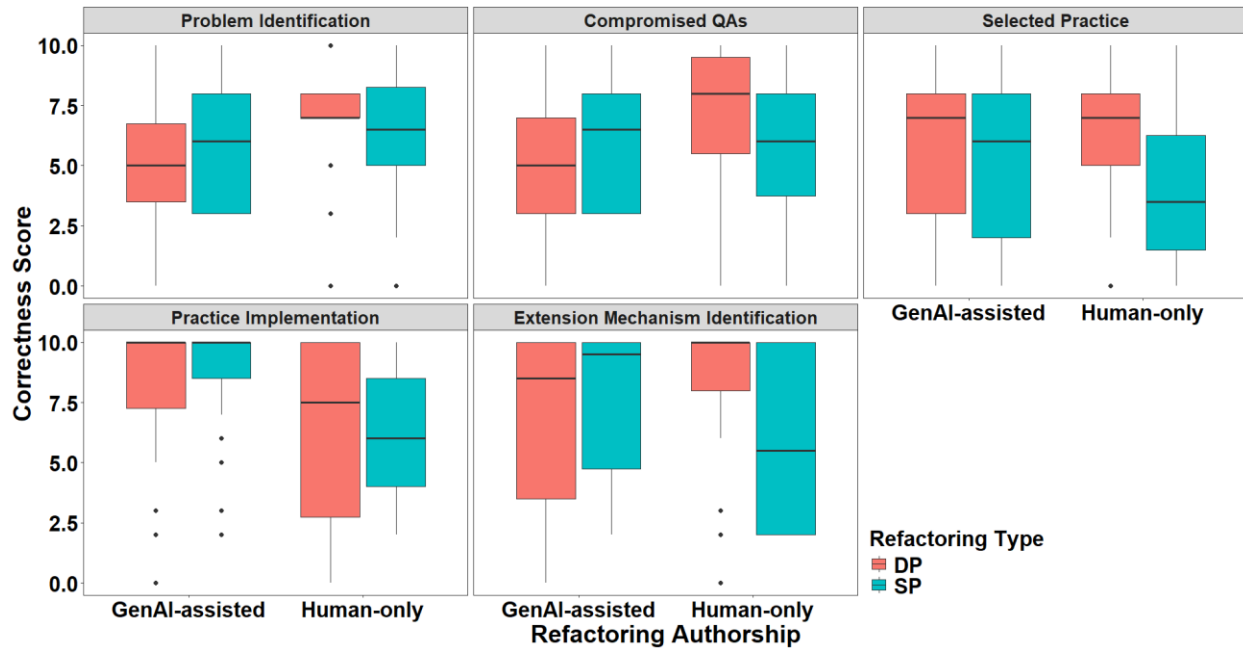 Problem Identification
Compromised QAs
Selected Practice
10.0
7.5
5.0
2.5
0.0
GenAI-assisted
Human-only
Practice Implementation
Extension Mechanism Identification
10.0
7.5
5.0
2.5
0.0
GenAI-assisted
Human-only
GenAI-assisted
Human-only
Correctness Score
Refactoring Authorship
Refactoring Type
DP
SP